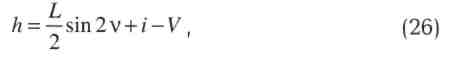 h = L/2 sin 2ν + i − V , (26)